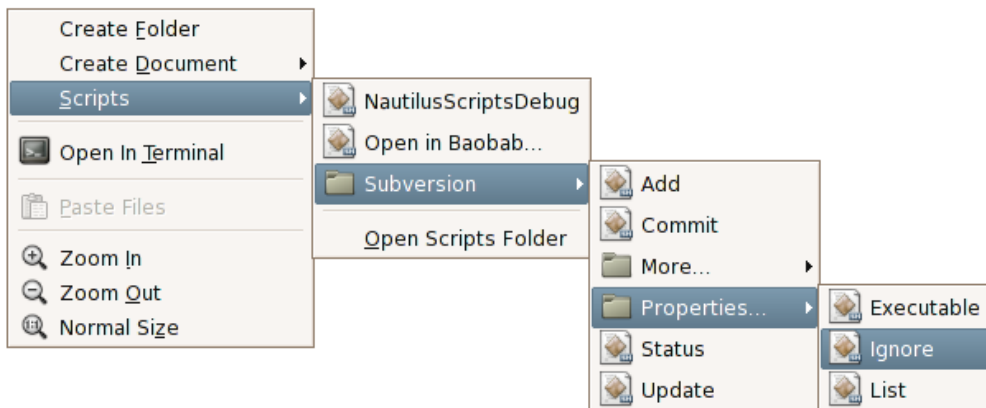 Create Folder
Create Document
Scripts
Open In Terminal
Paste Files
Zoom In
Zoom Out
Normal Size
NautilusScriptsDebug
Open in Baobab...
Subversion
Open Scripts Folder
Add
Commit
More...
Properties...
Status
Update
Executable
Ignore
List